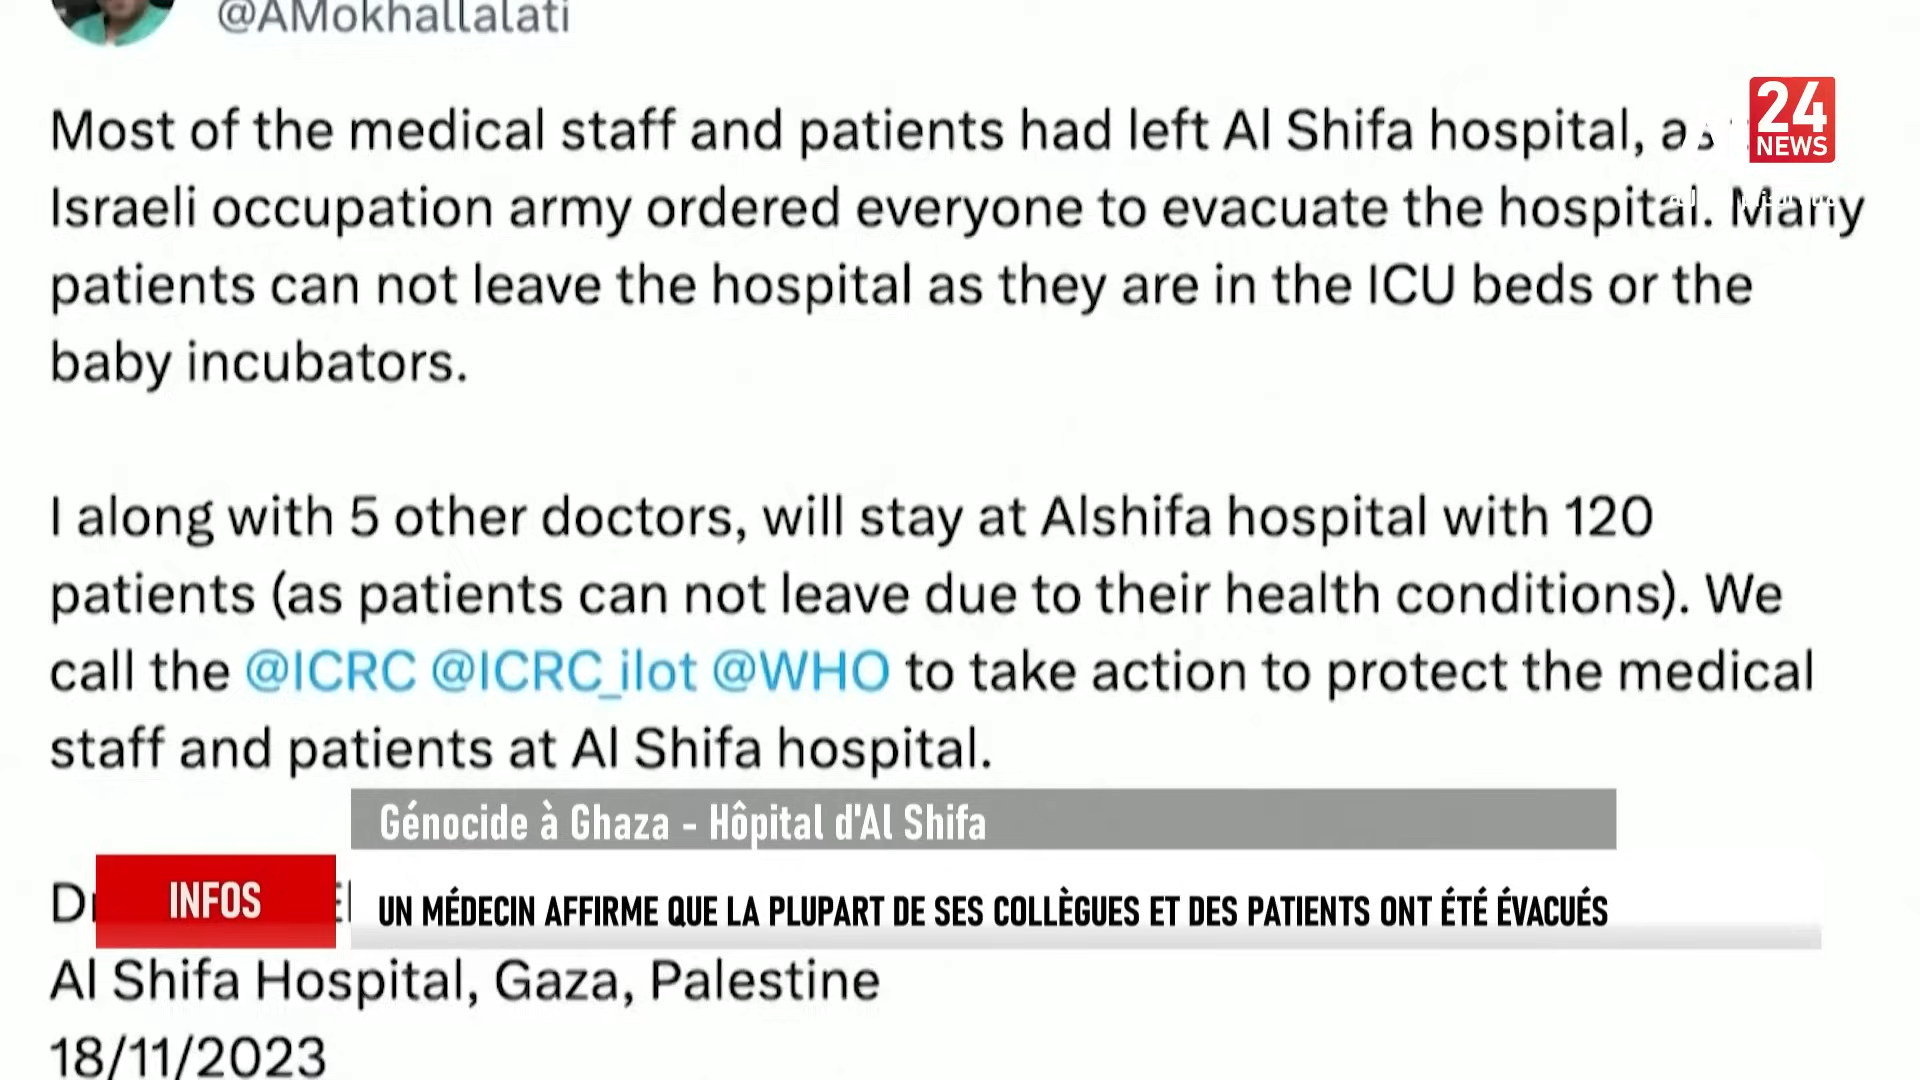 @AMokhallalati
24
NEWS
Most of the medical staff and patients had left Al Shifa hospital, as
Israeli occupation army ordered everyone to evacuate the hospital. Many
patients can not leave the hospital as they are in the ICU beds or the
baby incubators.
I along with 5 other doctors, will stay at Alshifa hospital with 120
patients (as patients can not leave due to their health conditions). We
call the @ICRC @ICRC_ilot @WHO to take action to protect the medical
staff and patients at Al Shifa hospital.
Génocide à Ghaza - Hôpital d'Al Shifa
INFOS
UN MÉDECIN AFFIRME QUE LA PLUPART DE SES COLLÈGUES ET DES PATIENTS ONT ÉTÉ ÉVACUÉS
Al Shifa Hospital, Gaza, Palestine
18/11/2023